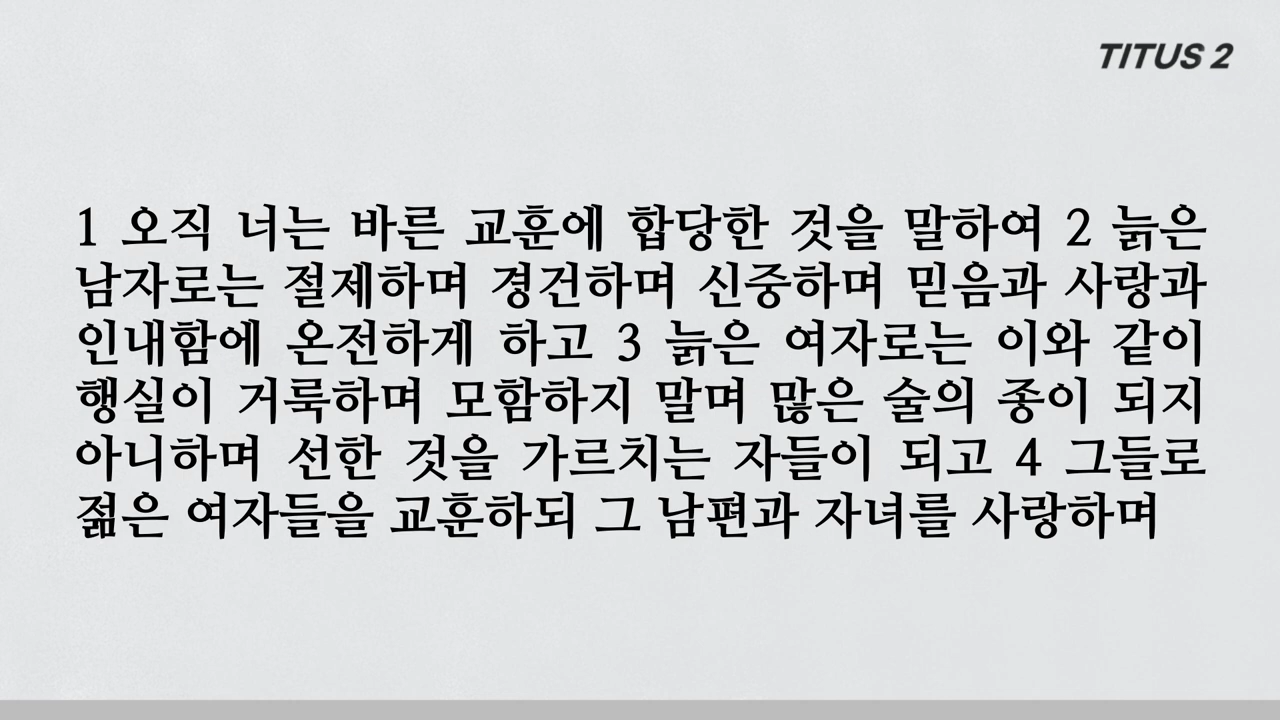 TITUS 2
1 오직 너는 바른 교훈에 합당한 것을 말하여 2 늙은
남자로는 절제하며 경건하며 신중하며 믿음과 사랑과
인내함에 온전하게 하고 3 늙은 여자로는 이와 같이
행실이 거룩하며 모함하지 말며 많은 술의 종이 되지
아니하며 선한 것을 가르치는 자들이 되고 4 그들로
젊은 여자들을 교훈하되 그 남편과 자녀를 사랑하며